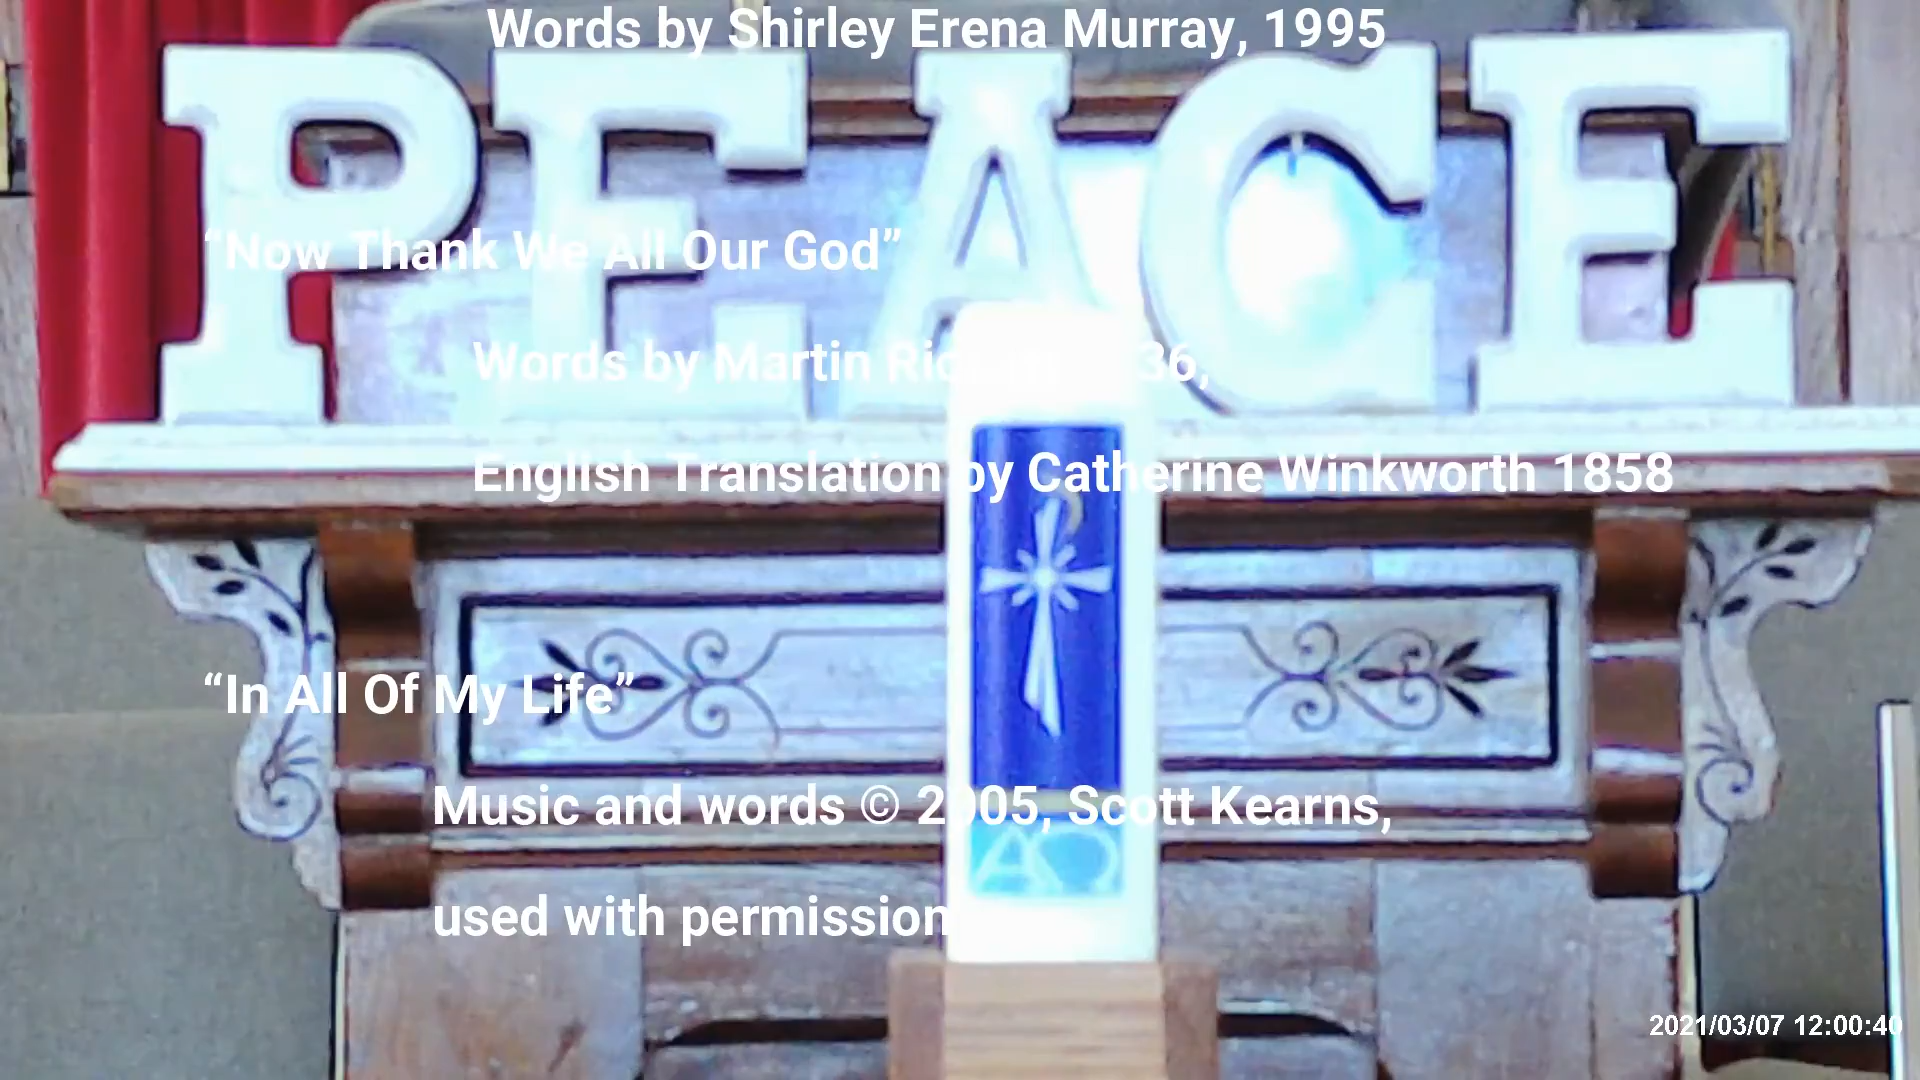 Words by Shirley Erena Murray, 1995
PEACE
“Now Thank We All Our God”
Words by Martin 36,
English Translation by Catherine Winkworth 1858
“In All Of My Life”
Music and words © 2005, Scott Kearns,
ΑΩ
used with permission
2021/03/07 12:00:40